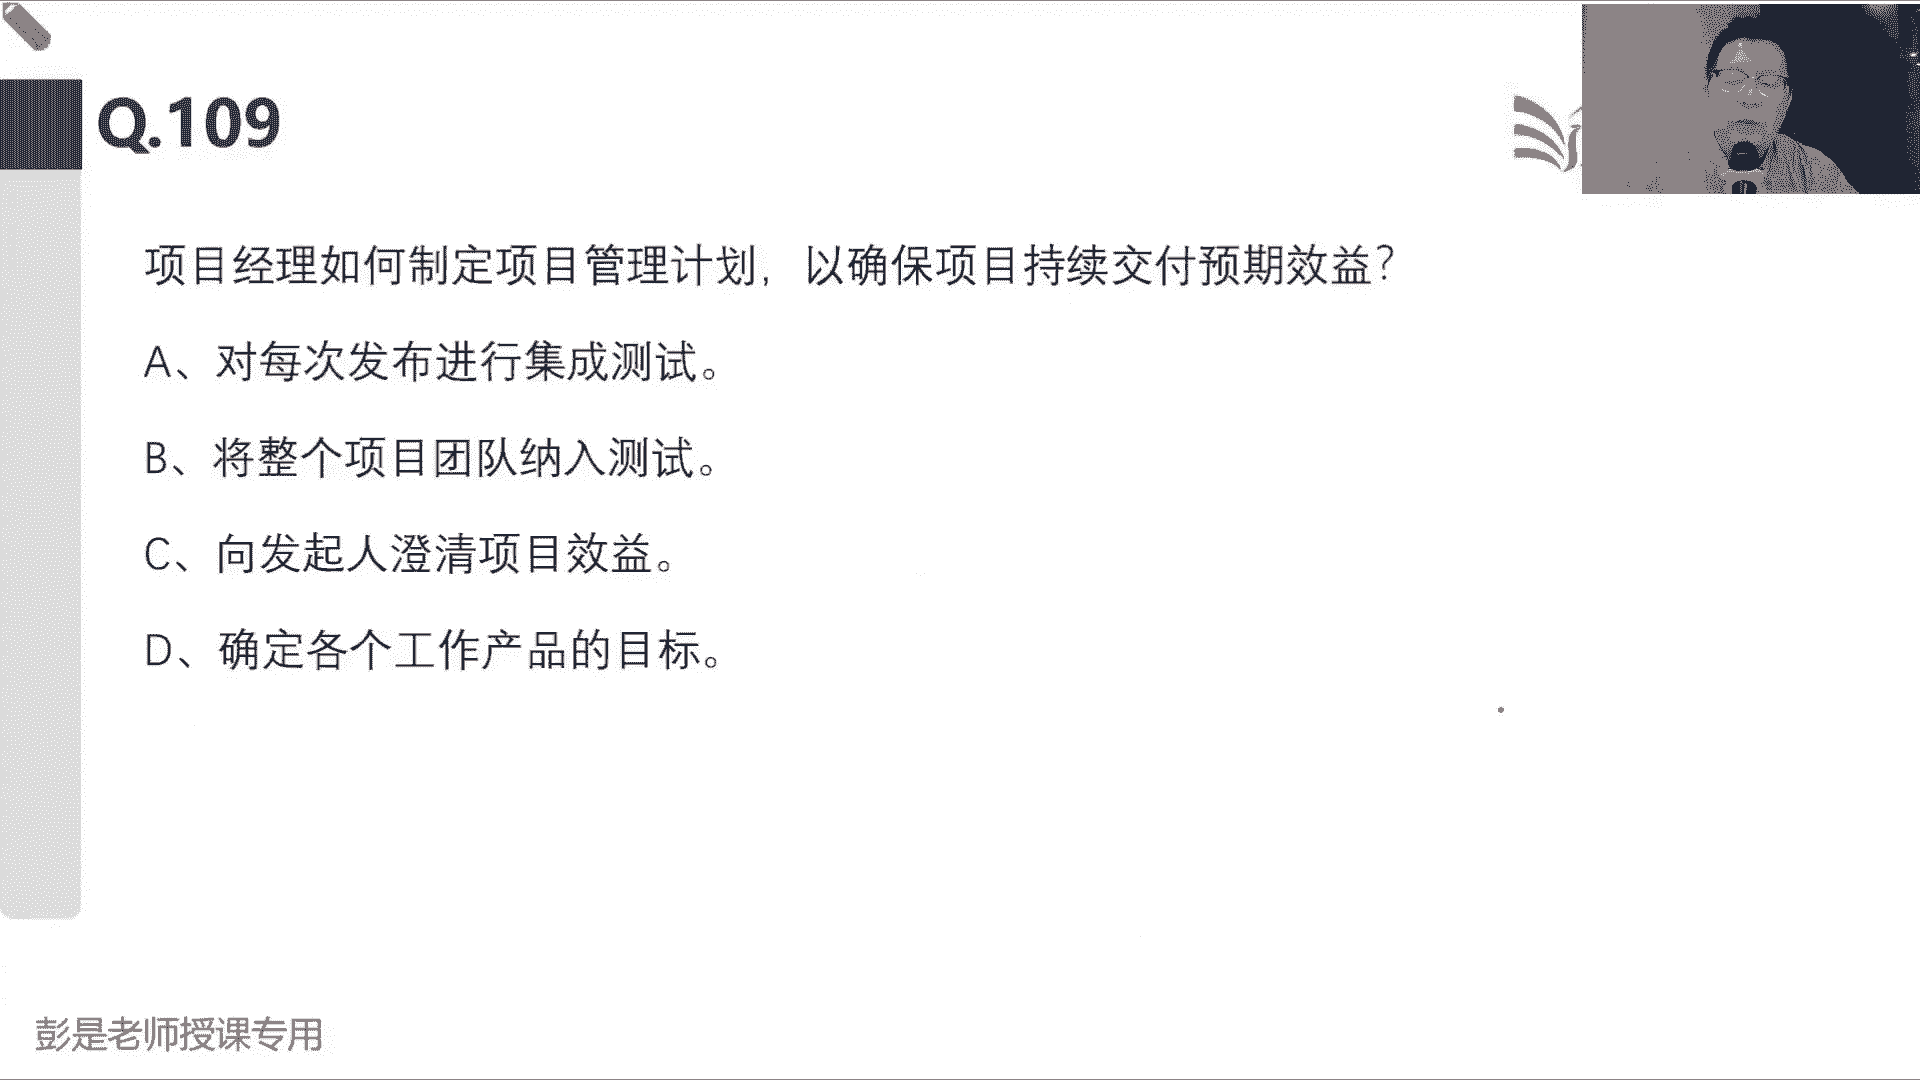 Q.109
项目经理如何制定项目管理计划，以确保项目持续交付预期效益？
A、对每次发布进行集成测试。
B、将整个项目团队纳入测试。
C、向发起人澄清项目效益。
D、确定各个工作产品的目标。
彭是老师授课专用